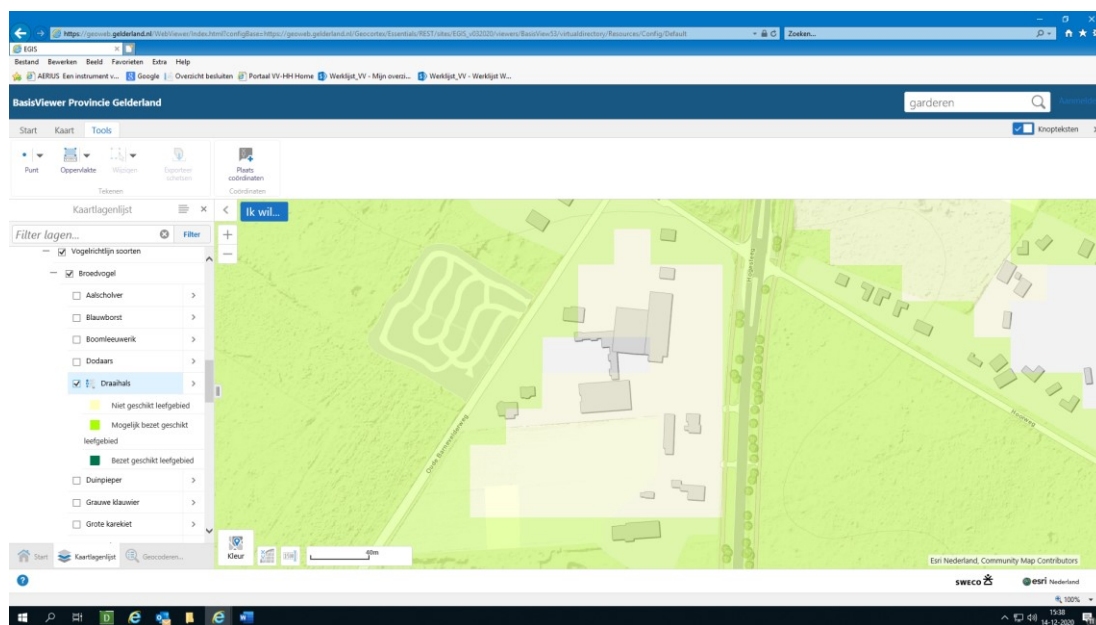 https://geoweb.gelderland.nl/WebViewer/Index.html?configBase=https://geoweb.gelderland.nl/Geocortex/Essentials/REST/sites/EGIS_v032020/viewers/BasisView53/virtualdirectory/Resources/Config/Default
Zoeken...
EGIS
Bestand Bewerken Beeld Favorieten Extra Help
AERIUS Een instrument v... Google Overzicht besluiten Portaal VV-HH Home Werklijst_VV - Mijn overzi... Werklijst_VV - Werklijst W...
BasisViewer Provincie Gelderland
garderen
Start Kaart Tools
Knopteksten
Punt Oppervlakte Wijzigen Exporteer schetsen Plaats coördinaten
Tekenen Coördinaten
Kaartlagenlijst
Ik wil...
Filter lagen... Filter
Vogelrichtlijn soorten
Broedvogel
Aalscholver
Blauwborst
Boomleeuwerik
Dodaars
Draaihals
Niet geschikt leefgebied
Mogelijk bezet geschikt
leefgebied
Bezet geschikt leefgebied
Duinpieper
Grauwe klauwier
Grote karekiet
Oude Barneveldseweg
Kleur
40m
Start Kaartlagenlijst Geocoderen...
Esri Nederland, Community Map Contributors
sweco esri Nederland
100%
15:38
14-12-2020